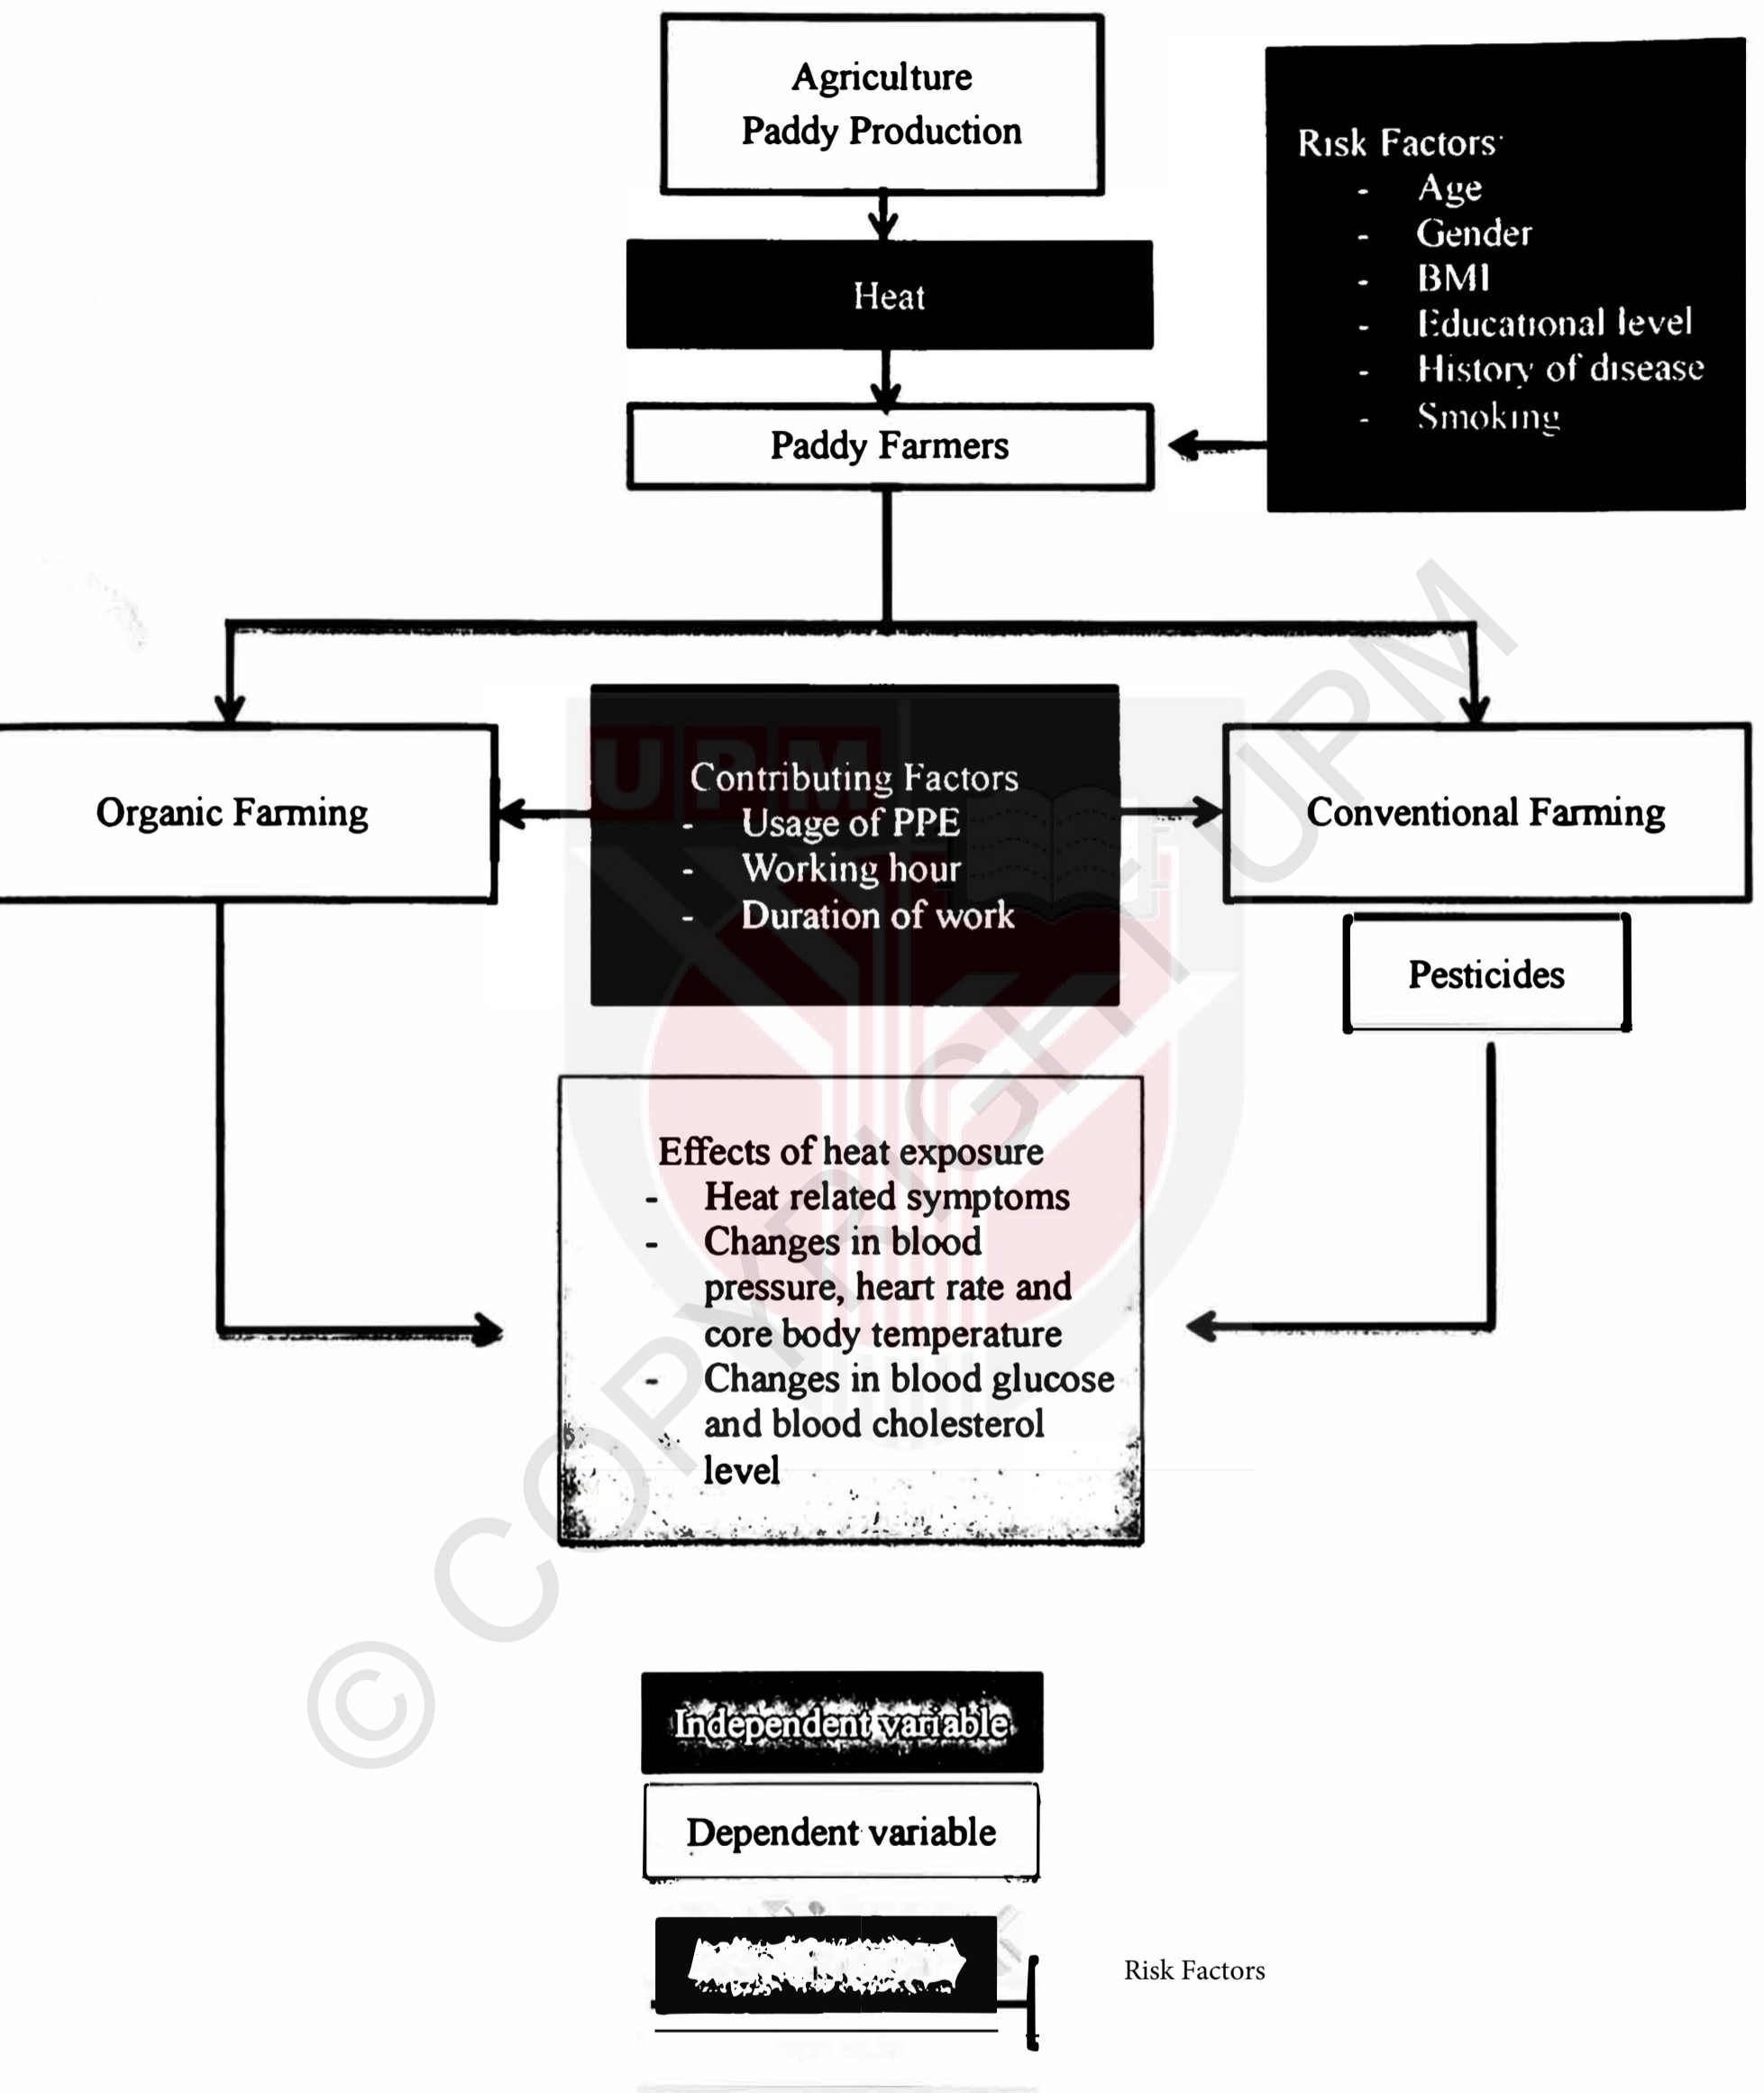 Agriculture
Paddy Production
Risk Factors
- Age
- Gender
- BMI
- Educational level
- History of disease
- Smoking
Heat
Paddy Farmers
Organic Farming
Contributing Factors
- Usage of PPE
- Working hour
- Duration of work
Conventional Farming
Pesticides
Effects of heat exposure
- Heat related symptoms
- Changes in blood
pressure, heart rate and
core body temperature
- Changes in blood glucose
and blood cholesterol
level
Independent variable
Dependent variable
Risk Factors
UPM
© COPYRIGHT UPM